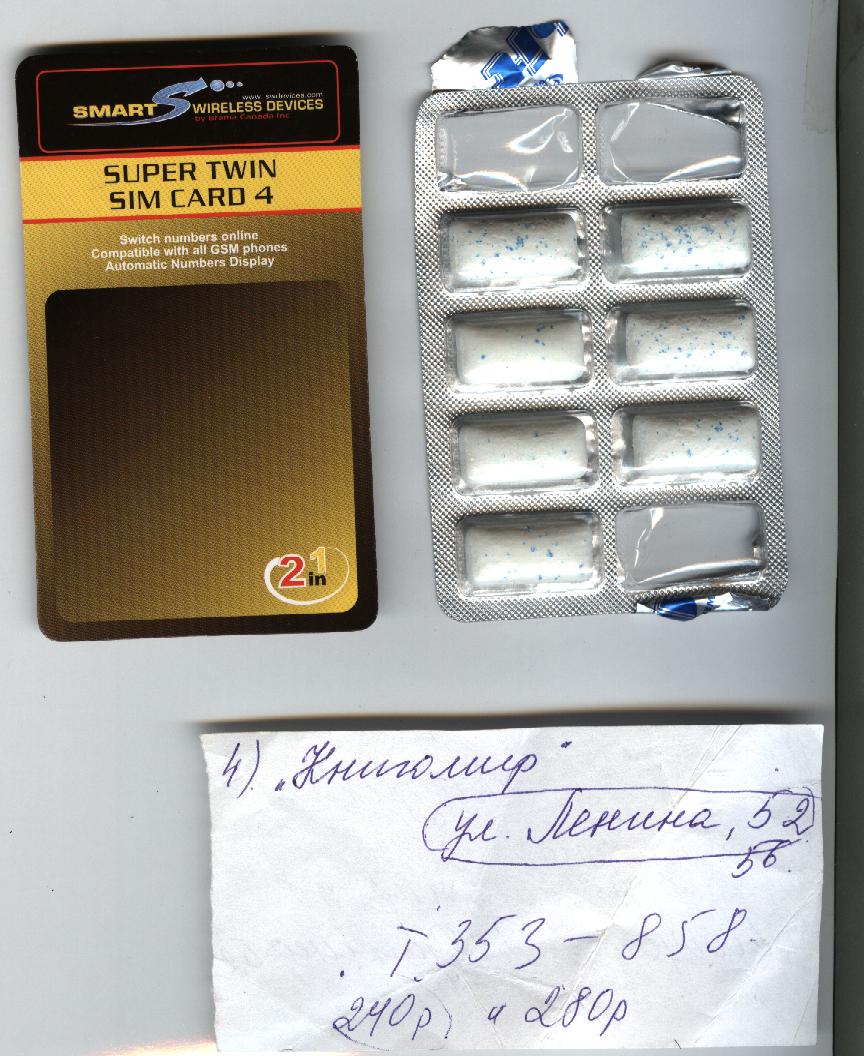 www.swdevices.com
SMART WIRELESS DEVICES
by Brama Canada Inc
SUPER TWIN
SIM CARD 4
Switch numbers online
Compatible with all GSM phones
Automatic Numbers Display
2 in 1
4). „Книголюб"
ул. Ленина, 52
56.
т. 353-858.
240р и 280р